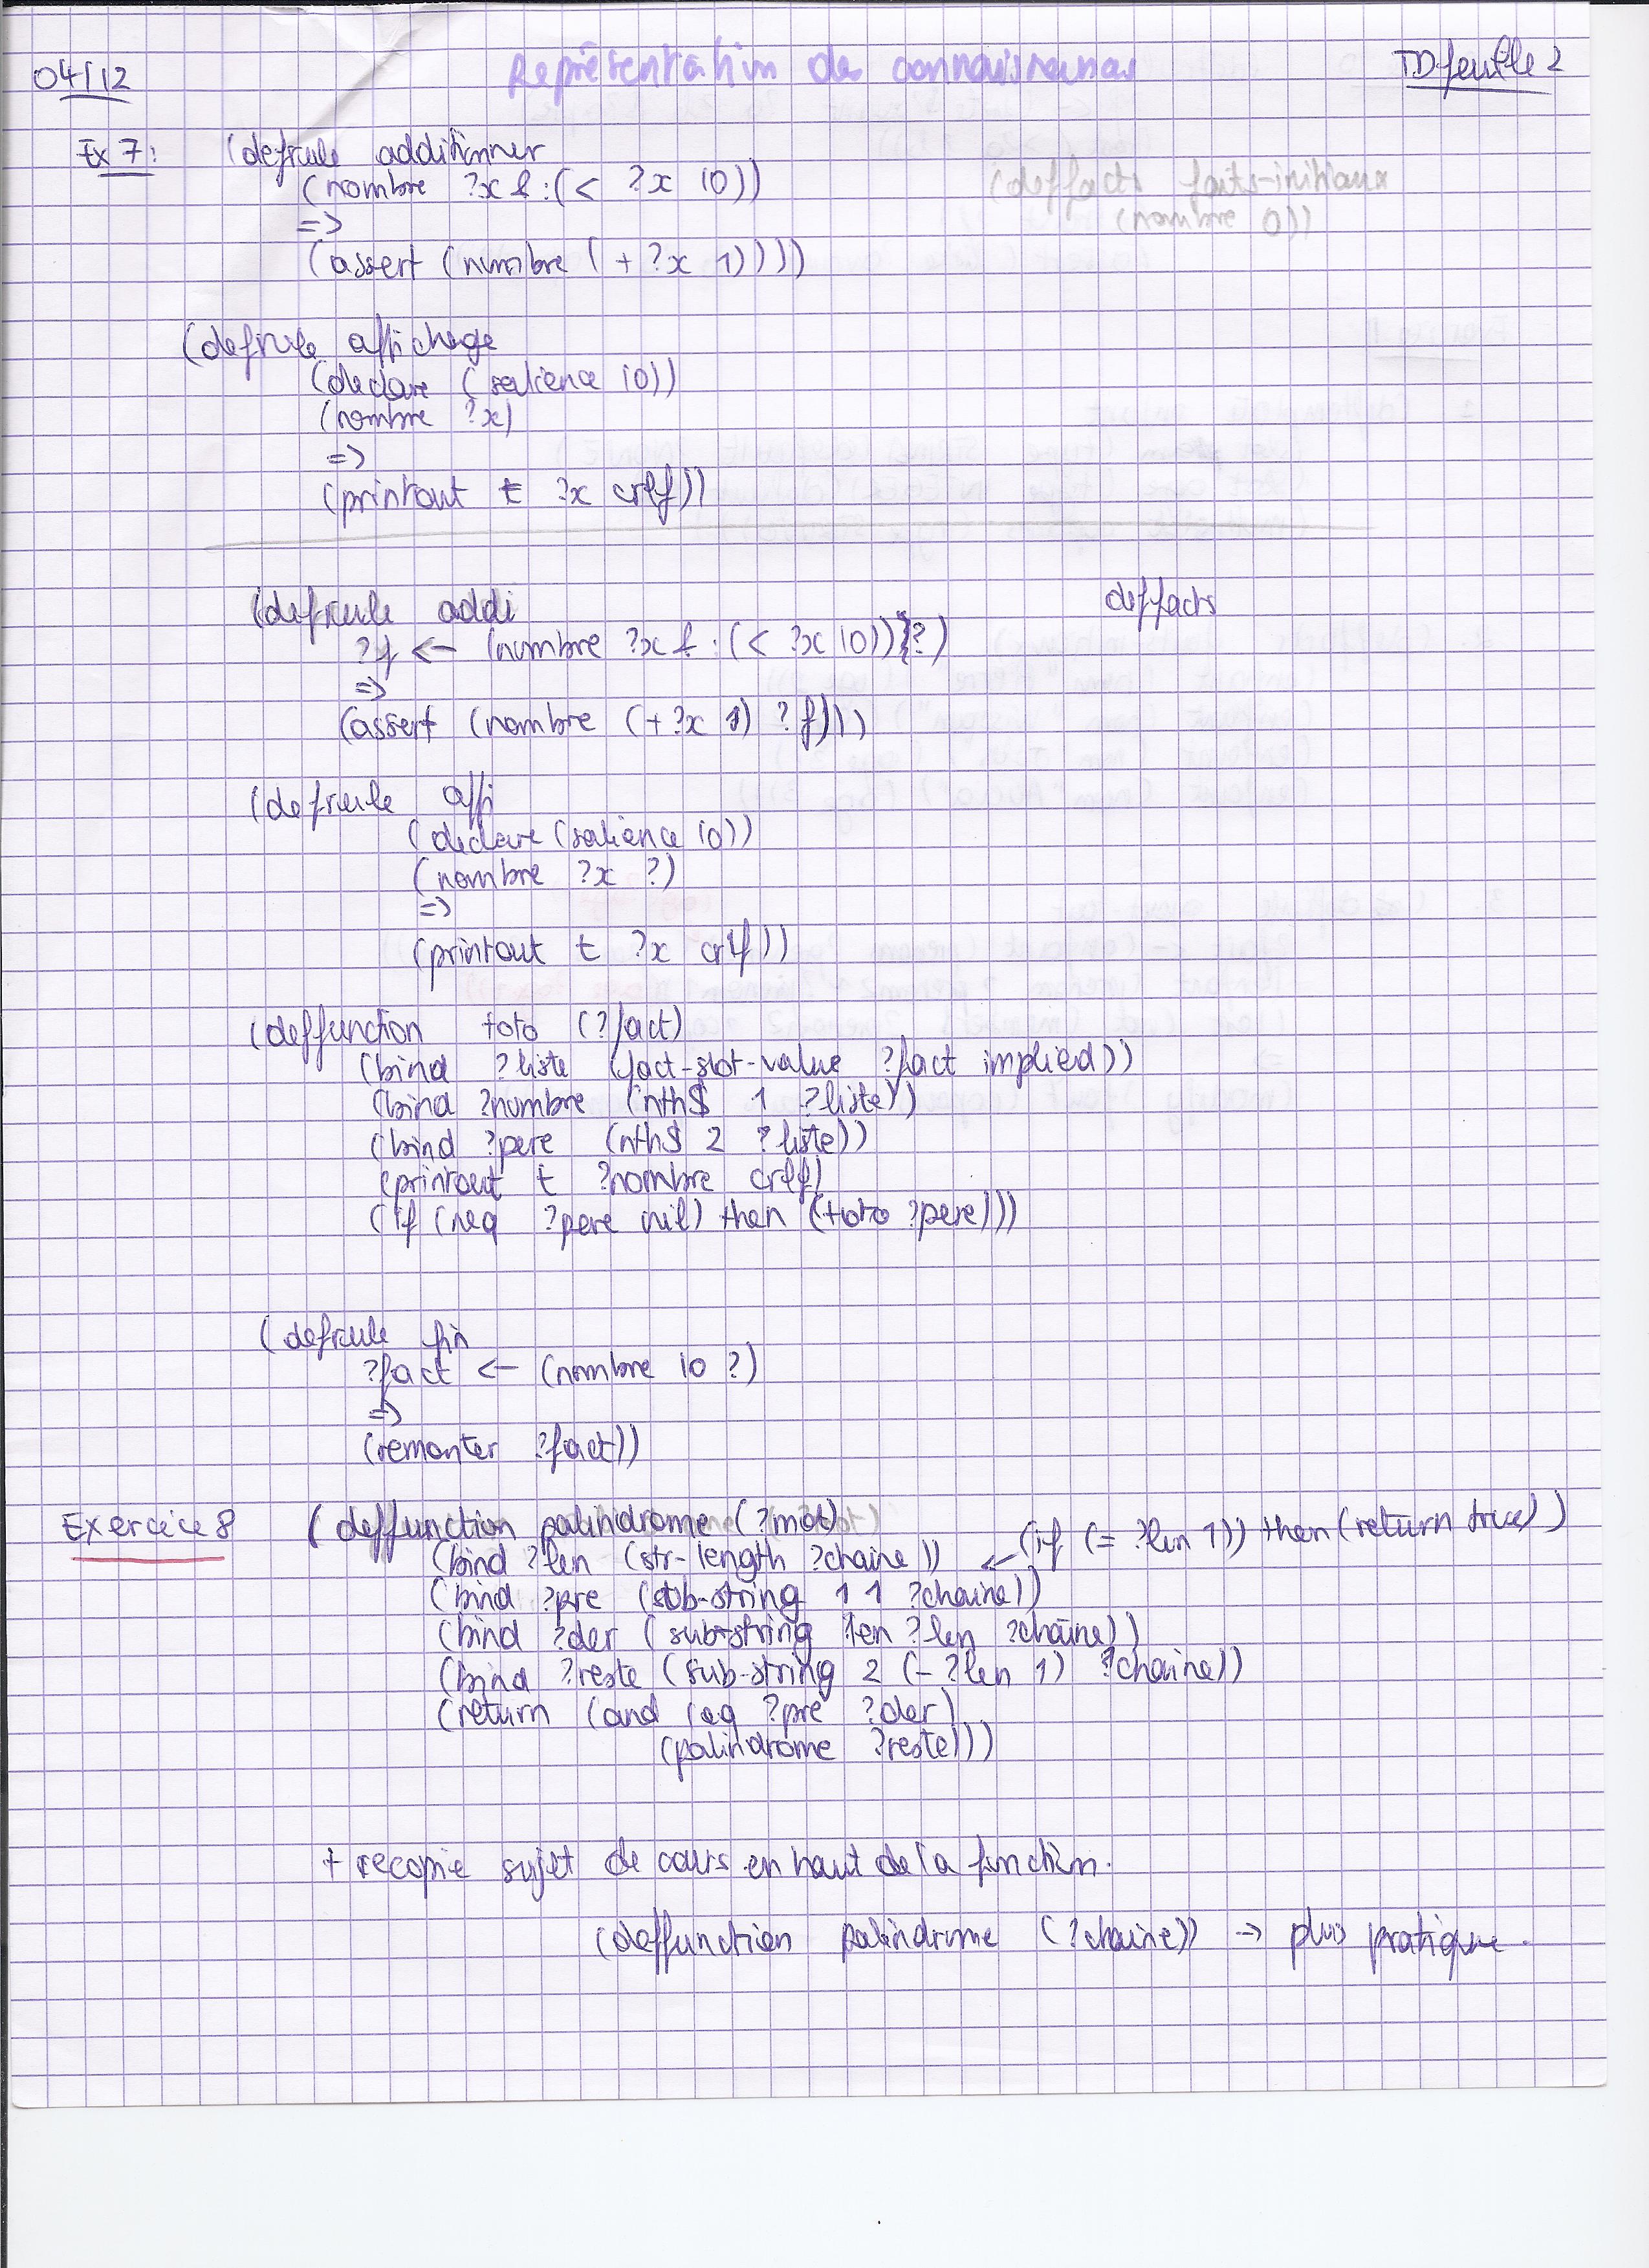 04/12 Représentation des connaissances TD feuille 2
Ex 7: (defrule additionner
(nombre ?x &:(< ?x 10))
=>
(assert (nombre (+ ?x 1))))
(deffacts faits-initiaux
(nombre 0))
(defrule affichage
(declare (salience 10))
(nombre ?x)
=>
(printout t ?x crlf))
(defrule addi
?f <- (nombre ?x &:(< ?x 10)) ?)
=>
(assert (nombre (+ ?x 1) ?f)))
deffacts
(defrule affi
(declare (salience 10))
(nombre ?x ?)
=>
(printout t ?x crlf))
(deffunction toto (?fact)
(bind ?liste (fact-slot-value ?fact implied))
(bind ?nombre (nth$ 1 ?liste))
(bind ?pere (nth$ 2 ?liste))
(printout t ?nombre crlf)
(if (neq ?pere nil) then (toto ?pere)))
(defrule fin
?fact <- (nombre 10 ?)
=>
(remonter ?fact))
Exercice 8 (deffunction palindrome (?mot)
(bind ?len (str-length ?chaine)) <- (if (= ?len 1)) then (return true))
(bind ?pre (sub-string 1 1 ?chaine))
(bind ?der (sub-string ?len ?len ?chaine))
(bind ?reste (sub-string 2 (- ?len 1) ?chaine))
(return (and (eq ?pre ?der)
(palindrome ?reste)))
+ recopie sujet de cours en haut de la function.
(deffunction palindrome (?chaine)) -> plus pratique.